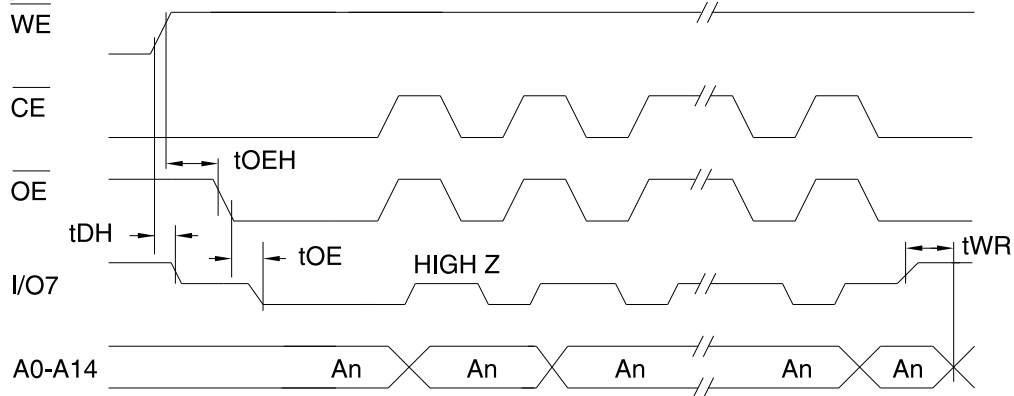 WE
CE
tOEH
OE
tDH
tOE
HIGH Z
tWR
I/O7
A0-A14 An An An An An